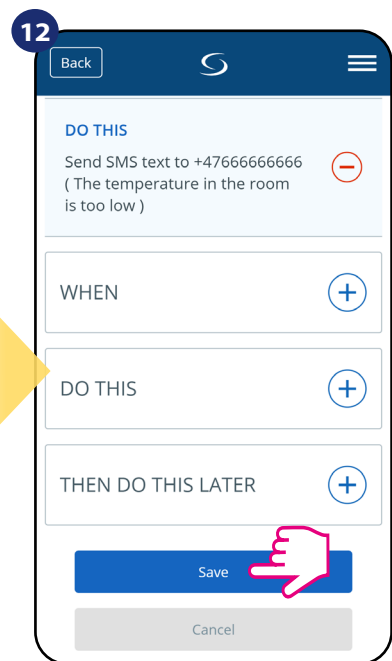 12
Back
DO THIS
Send SMS text to +47666666666
( The temperature in the room
is too low )
WHEN
DO THIS
THEN DO THIS LATER
Save
Cancel